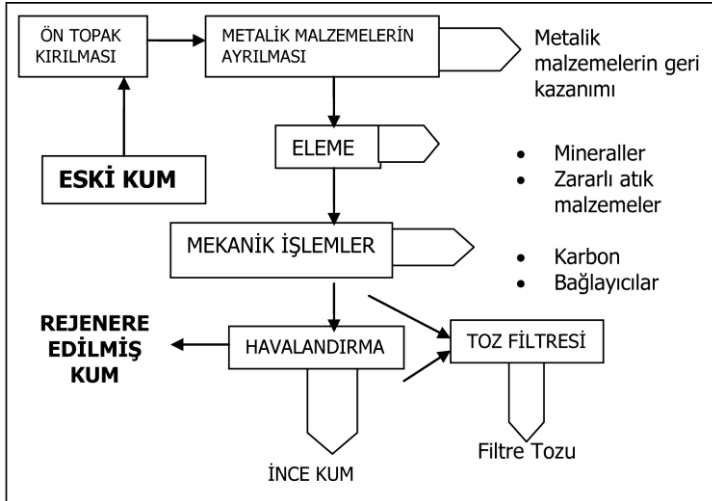 ÖN TOPAK
KIRILMASI
METALİK MALZEMELERİN
AYRILMASI
Metalik
malzemelerin geri
kazanımı
ELEME
ESKİ KUM
• Mineraller
• Zararlı atık
malzemeler
MEKANİK İŞLEMLER
• Karbon
• Bağlayıcılar
REJENERE
EDİLMİŞ
KUM
HAVALANDIRMA
TOZ FİLTRESİ
İNCE KUM
Filtre Tozu